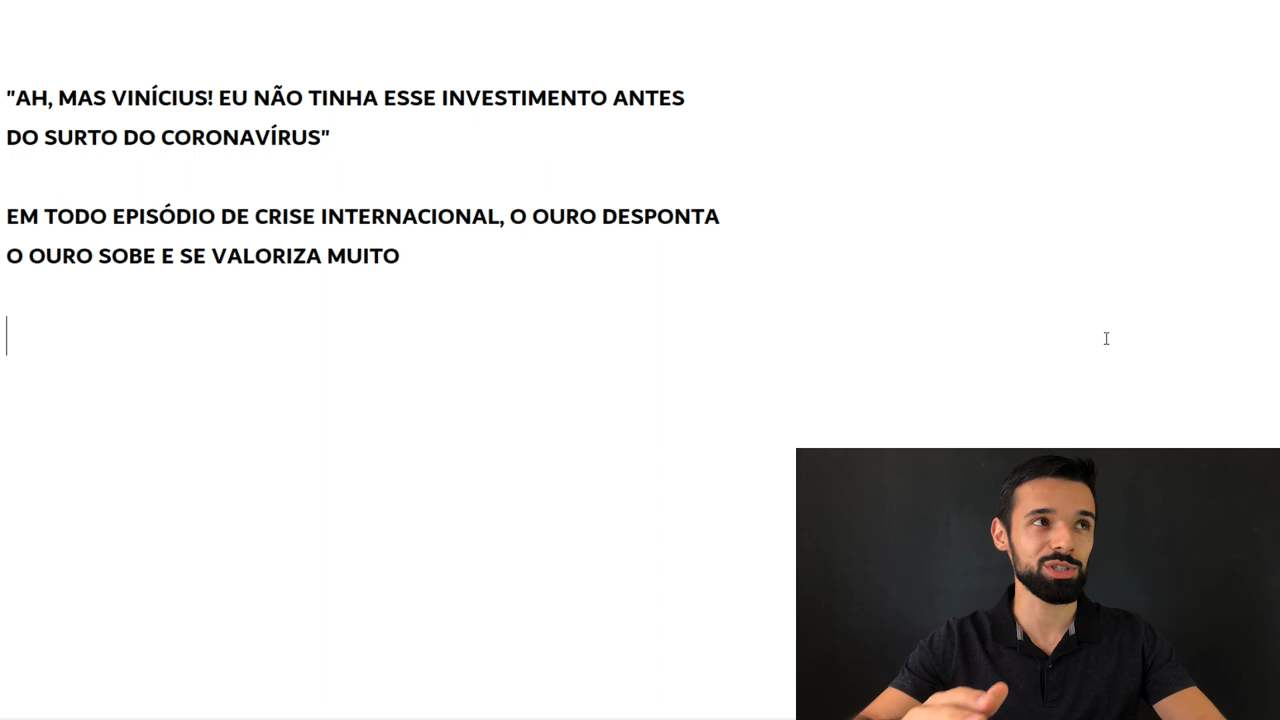 "AH, MAS VINÍCIUS! EU NÃO TINHA ESSE INVESTIMENTO ANTES
DO SURTO DO CORONAVÍRUS"
EM TODO EPISÓDIO DE CRISE INTERNACIONAL, O OURO DESPONTA
O OURO SOBE E SE VALORIZA MUITO